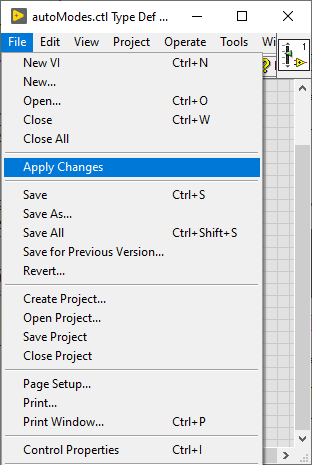 autoModes.ctl Type Def ...
File Edit View Project Operate Tools
1
New VI Ctrl+N
New...
Open... Ctrl+O
Close Ctrl+W
Close All
Apply Changes
Save Ctrl+S
Save As...
Save All Ctrl+Shift+S
Save for Previous Version...
Revert...
Create Project...
Open Project...
Save Project
Close Project
Page Setup...
Print...
Print Window... Ctrl+P
Control Properties Ctrl+I